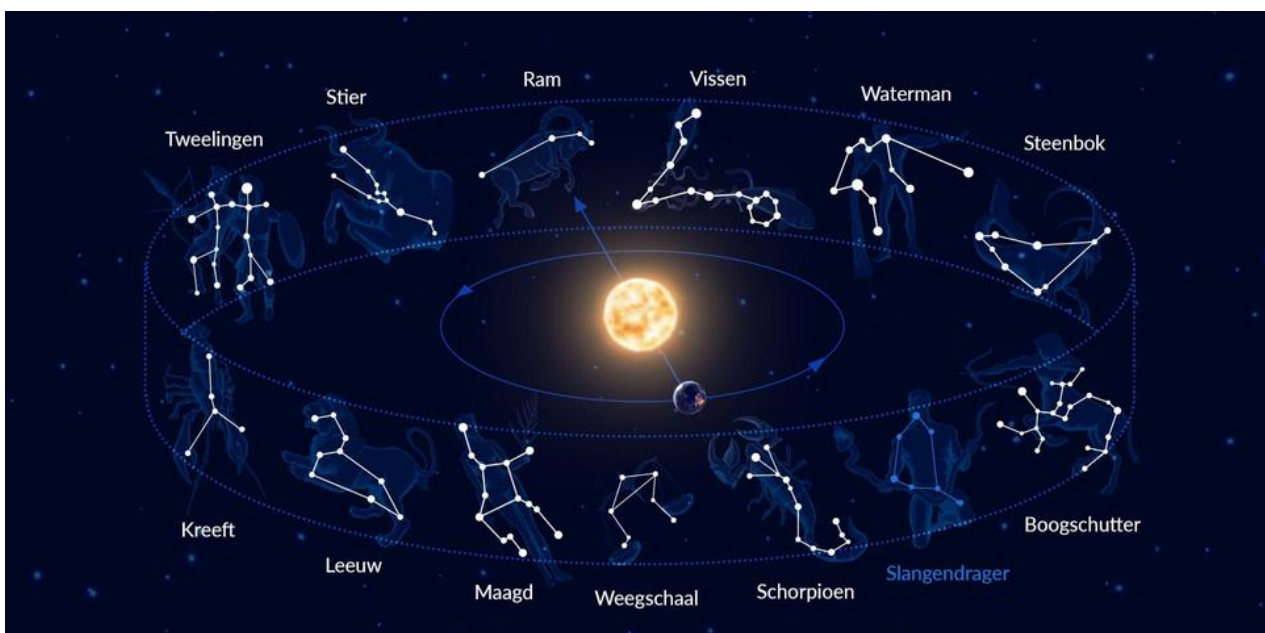 Ram
Vissen
Stier
Waterman
Tweelingen
Steenbok
Kreeft
Leeuw
Maagd
Weegschaal
Schorpioen
Slangendrager
Boogschutter